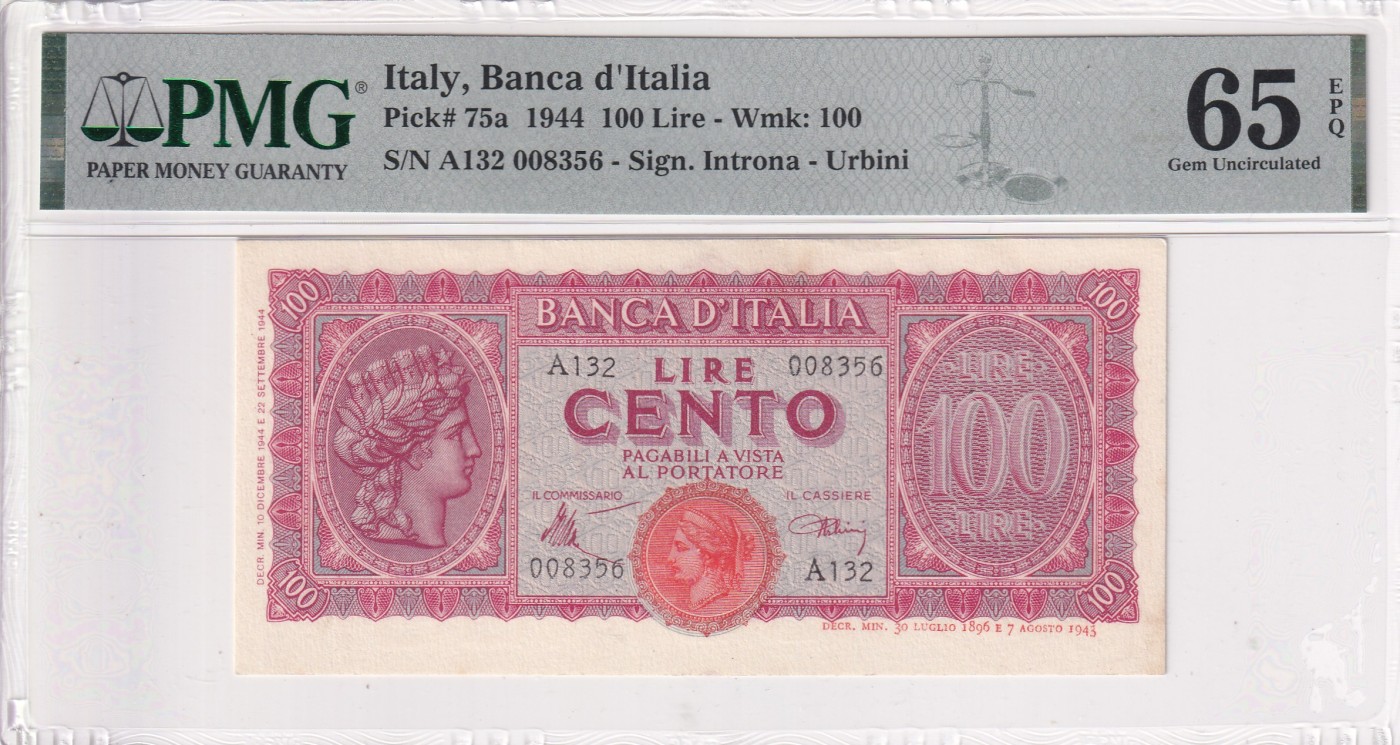 PMG®
PAPER MONEY GUARANTY
Italy, Banca d'Italia
Pick# 75a 1944 100 Lire - Wmk: 100
S/N A132 008356 - Sign. Introna - Urbini
65
EPQ
Gem Uncirculated
100
100
BANCA D'ITALIA
A132
008356
LIRE
CENTO
PAGABILI A VISTA
AL PORTATORE
IL COMMISSARIO
IL CASSIERE
008356
A132
LIRE
100
LIRE
100
100
DECR. MIN. 10 DICEMBRE 1944 E 22 SETTEMBRE 1944
DECR. MIN. 30 LUGLIO 1896 E 7 AGOSTO 1943
PMG